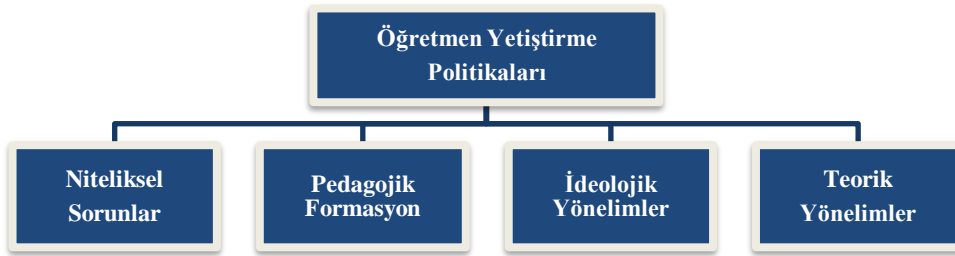 Öğretmen Yetiştirme
Politikaları
Niteliksel
Sorunlar
Pedagojik
Formasyon
İdeolojik
Yönelimler
Teorik
Yönelimler